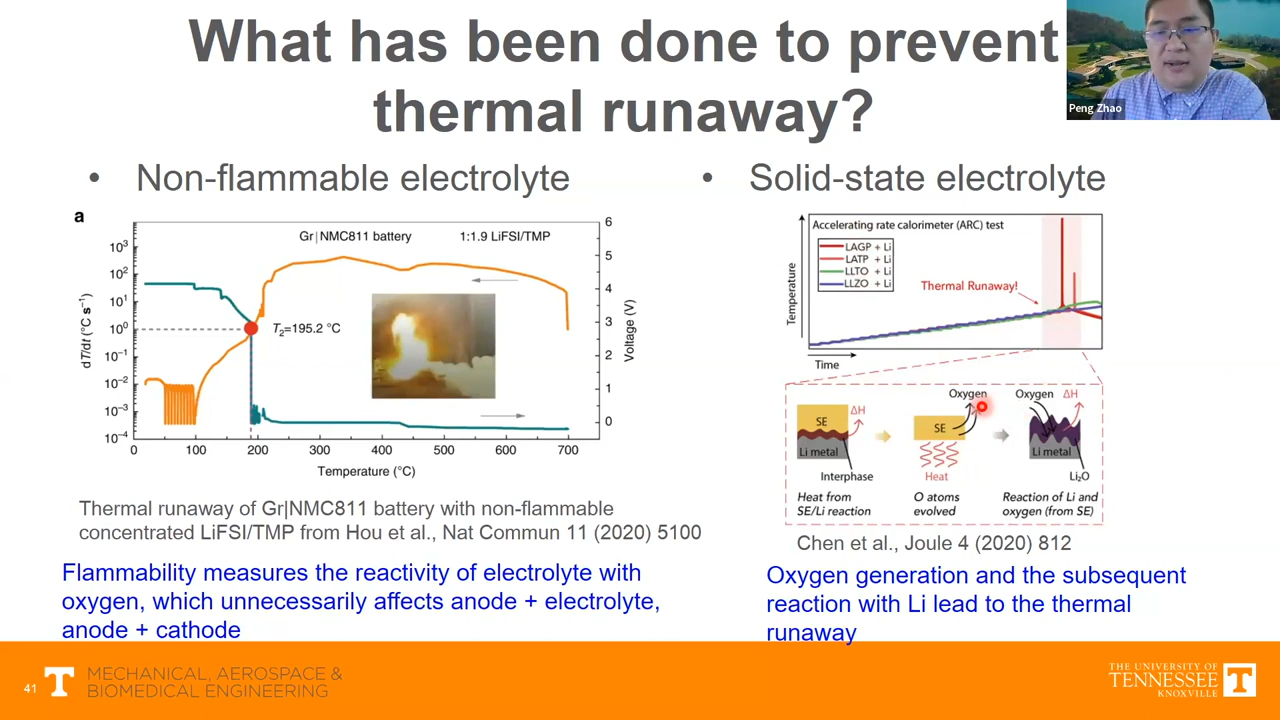 What has been done to prevent
thermal runaway?
Peng Zhao
• Non-flammable electrolyte
a
Gr|NMC811 battery
1:1.9 LiFSI/TMP
10³
10²
10¹
10⁰
10⁻¹
10⁻²
10⁻³
10⁻⁴
dT/dt (°C s⁻¹)
T₂=195.2 °C
6
5
4
3
2
1
0
Voltage (V)
0
100
200
300
400
500
600
700
Temperature (°C)
Thermal runaway of Gr|NMC811 battery with non-flammable
concentrated LiFSI/TMP from Hou et al., Nat Commun 11 (2020) 5100
Flammability measures the reactivity of electrolyte with
oxygen, which unnecessarily affects anode + electrolyte,
anode + cathode
• Solid-state electrolyte
Accelerating rate calorimeter (ARC) test
LAGP + Li
LATP + Li
LLTO + Li
LLZO + Li
Thermal Runaway!
Temperature
Time
SE
ΔH
Li metal
Interphase
Heat from
SE/Li reaction
Oxygen
SE
Heat
O atoms
evolved
Oxygen
ΔH
Li metal
Li₂O
Reaction of Li and
oxygen (from SE)
Chen et al., Joule 4 (2020) 812
Oxygen generation and the subsequent
reaction with Li lead to the thermal
runaway
41
T
MECHANICAL, AEROSPACE &
BIOMEDICAL ENGINEERING
THE UNIVERSITY OF
TENNESSEE
KNOXVILLE
T